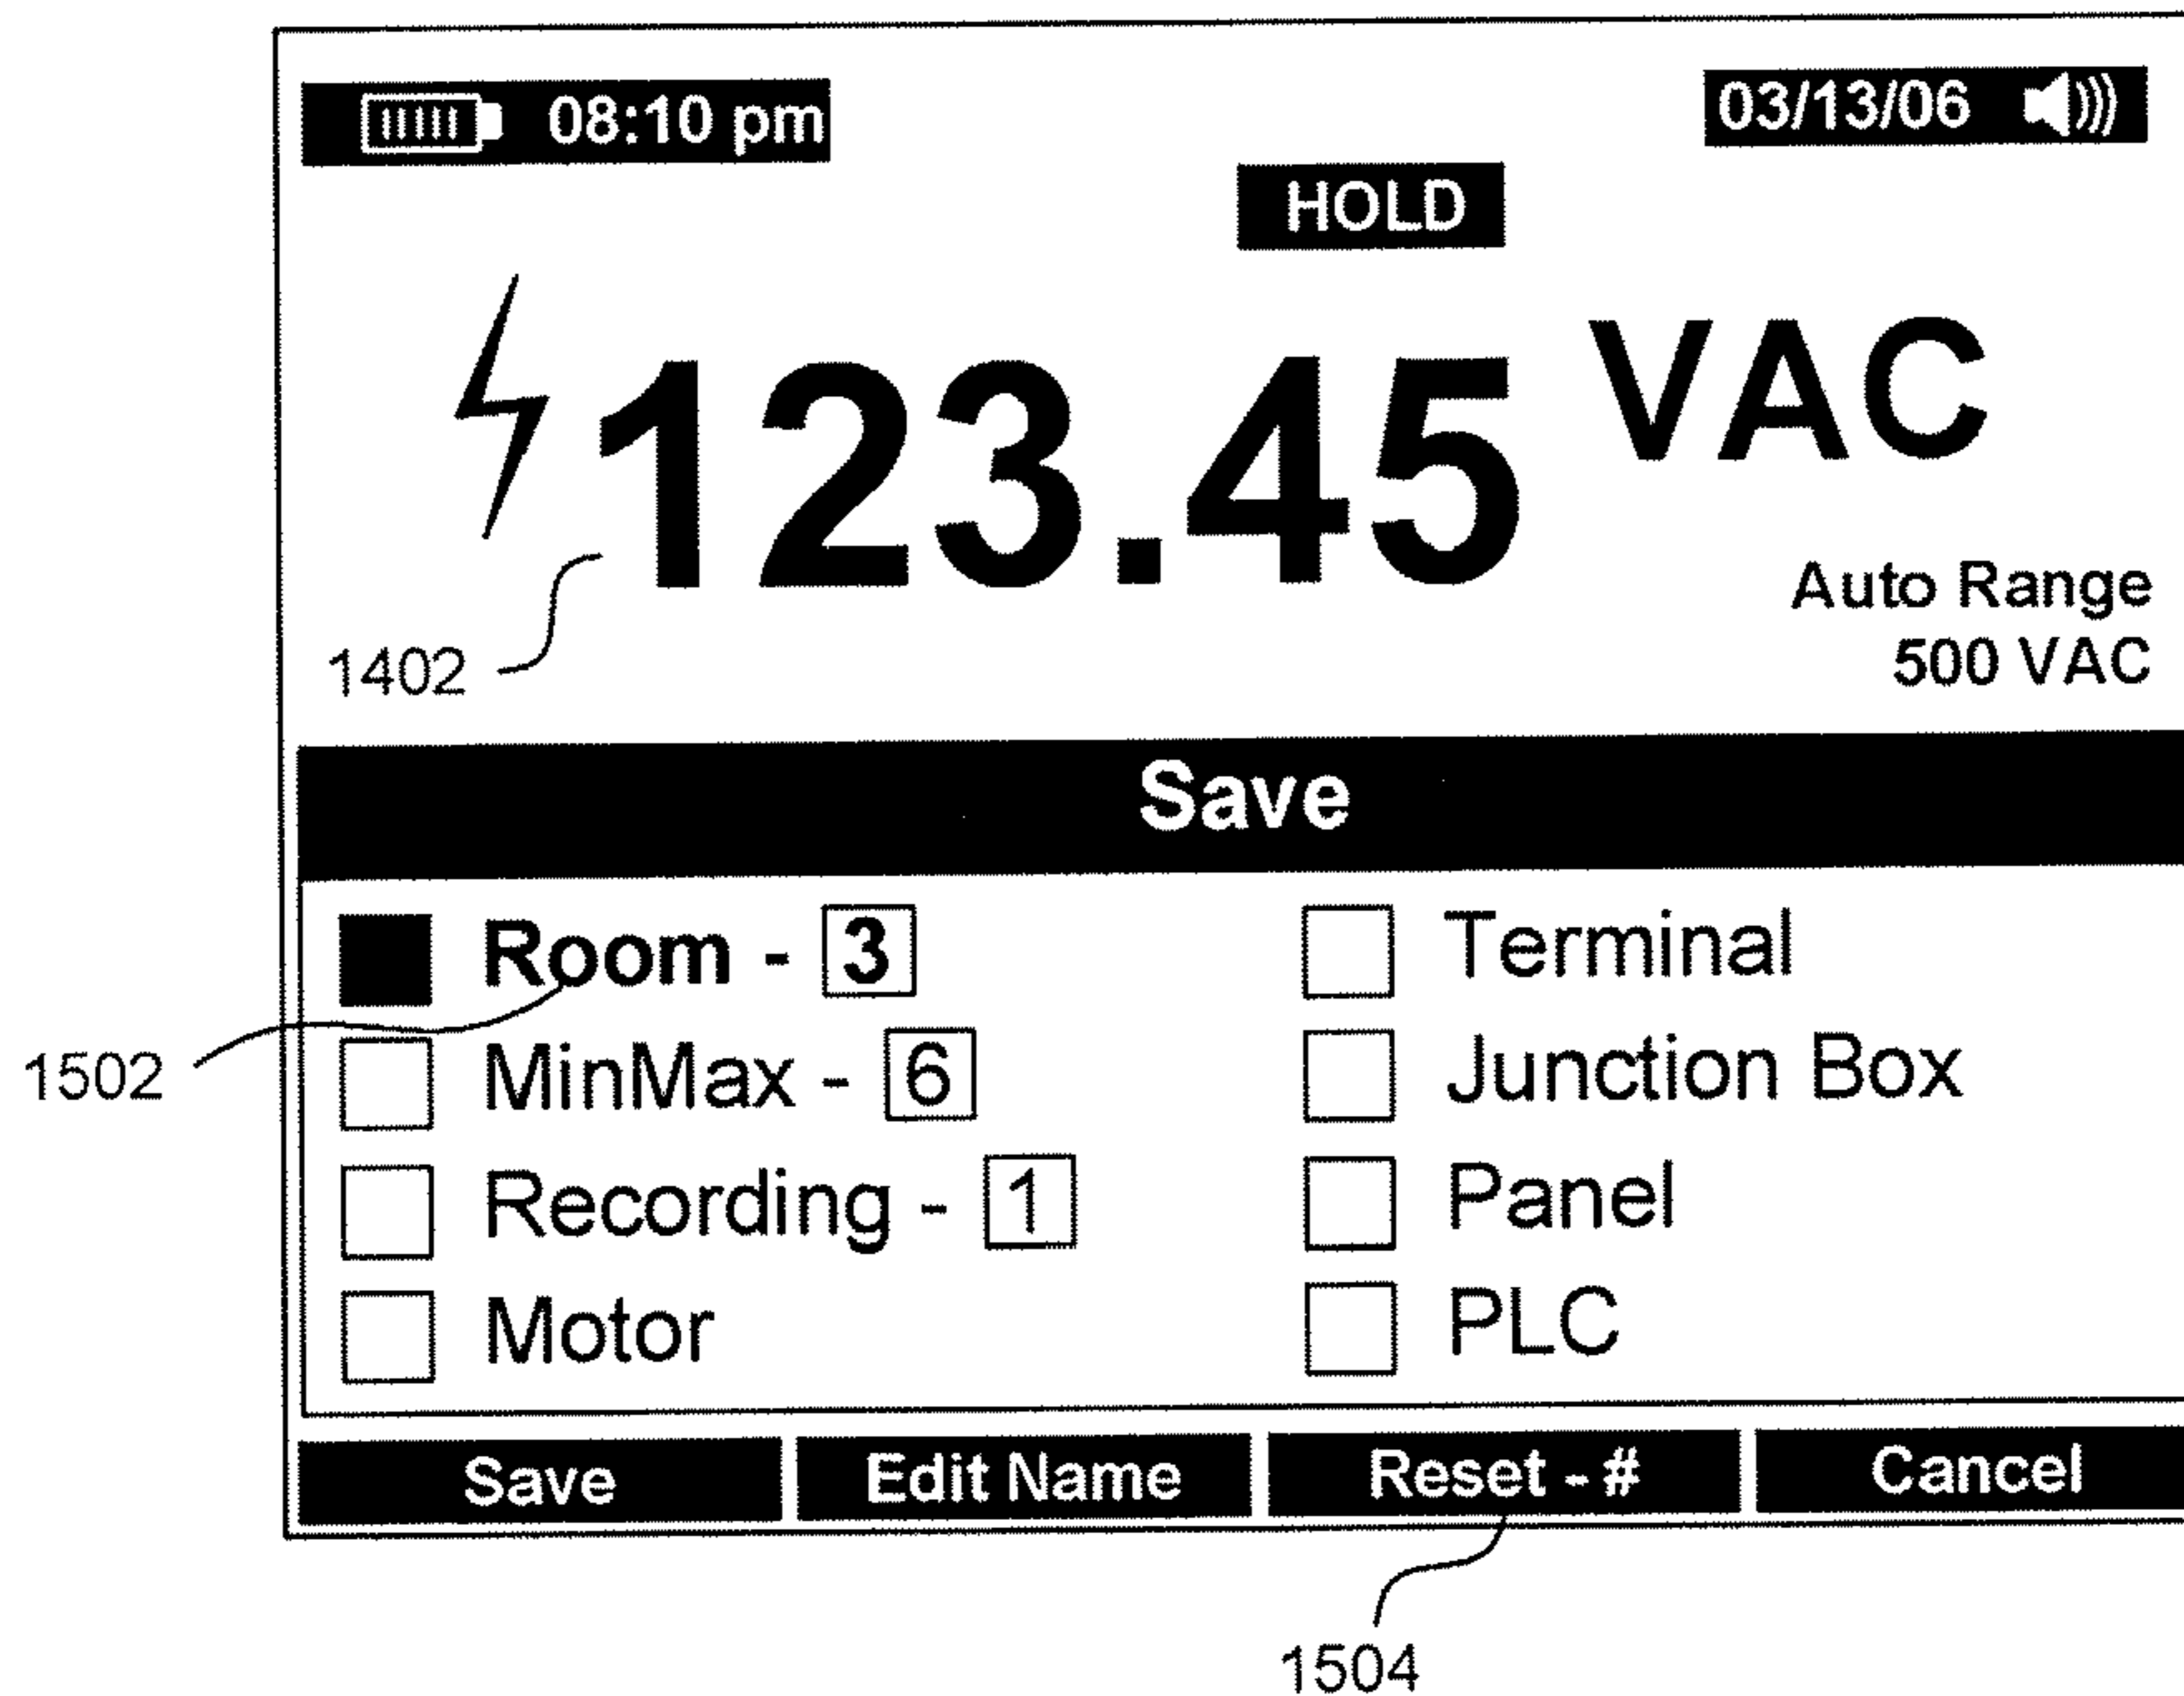 08:10 pm 03/13/06
HOLD
123.45 VAC
Auto Range
1402 500 VAC
Save
Room - 3 Terminal
1502 MinMax - 6 Junction Box
Recording - 1 Panel
Motor PLC
Save Edit Name Reset - # Cancel
1504